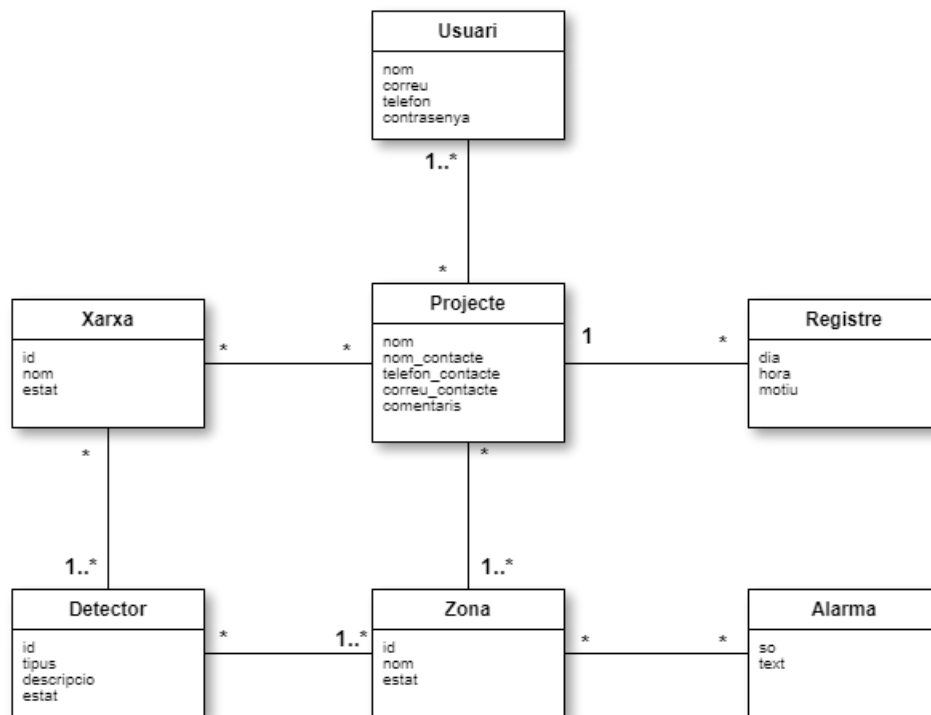 Usuari
nom
correu
telefon
contrasenya
1..*
*
Xarxa
id
nom
estat
*
*
Projecte
nom
nom_contacte
telefon_contacte
correu_contacte
comentaris
1
*
Registre
dia
hora
motiu
*
1..*
*
1..*
Detector
id
tipus
descripcio
estat
*
1..*
Zona
id
nom
estat
*
*
Alarma
so
text